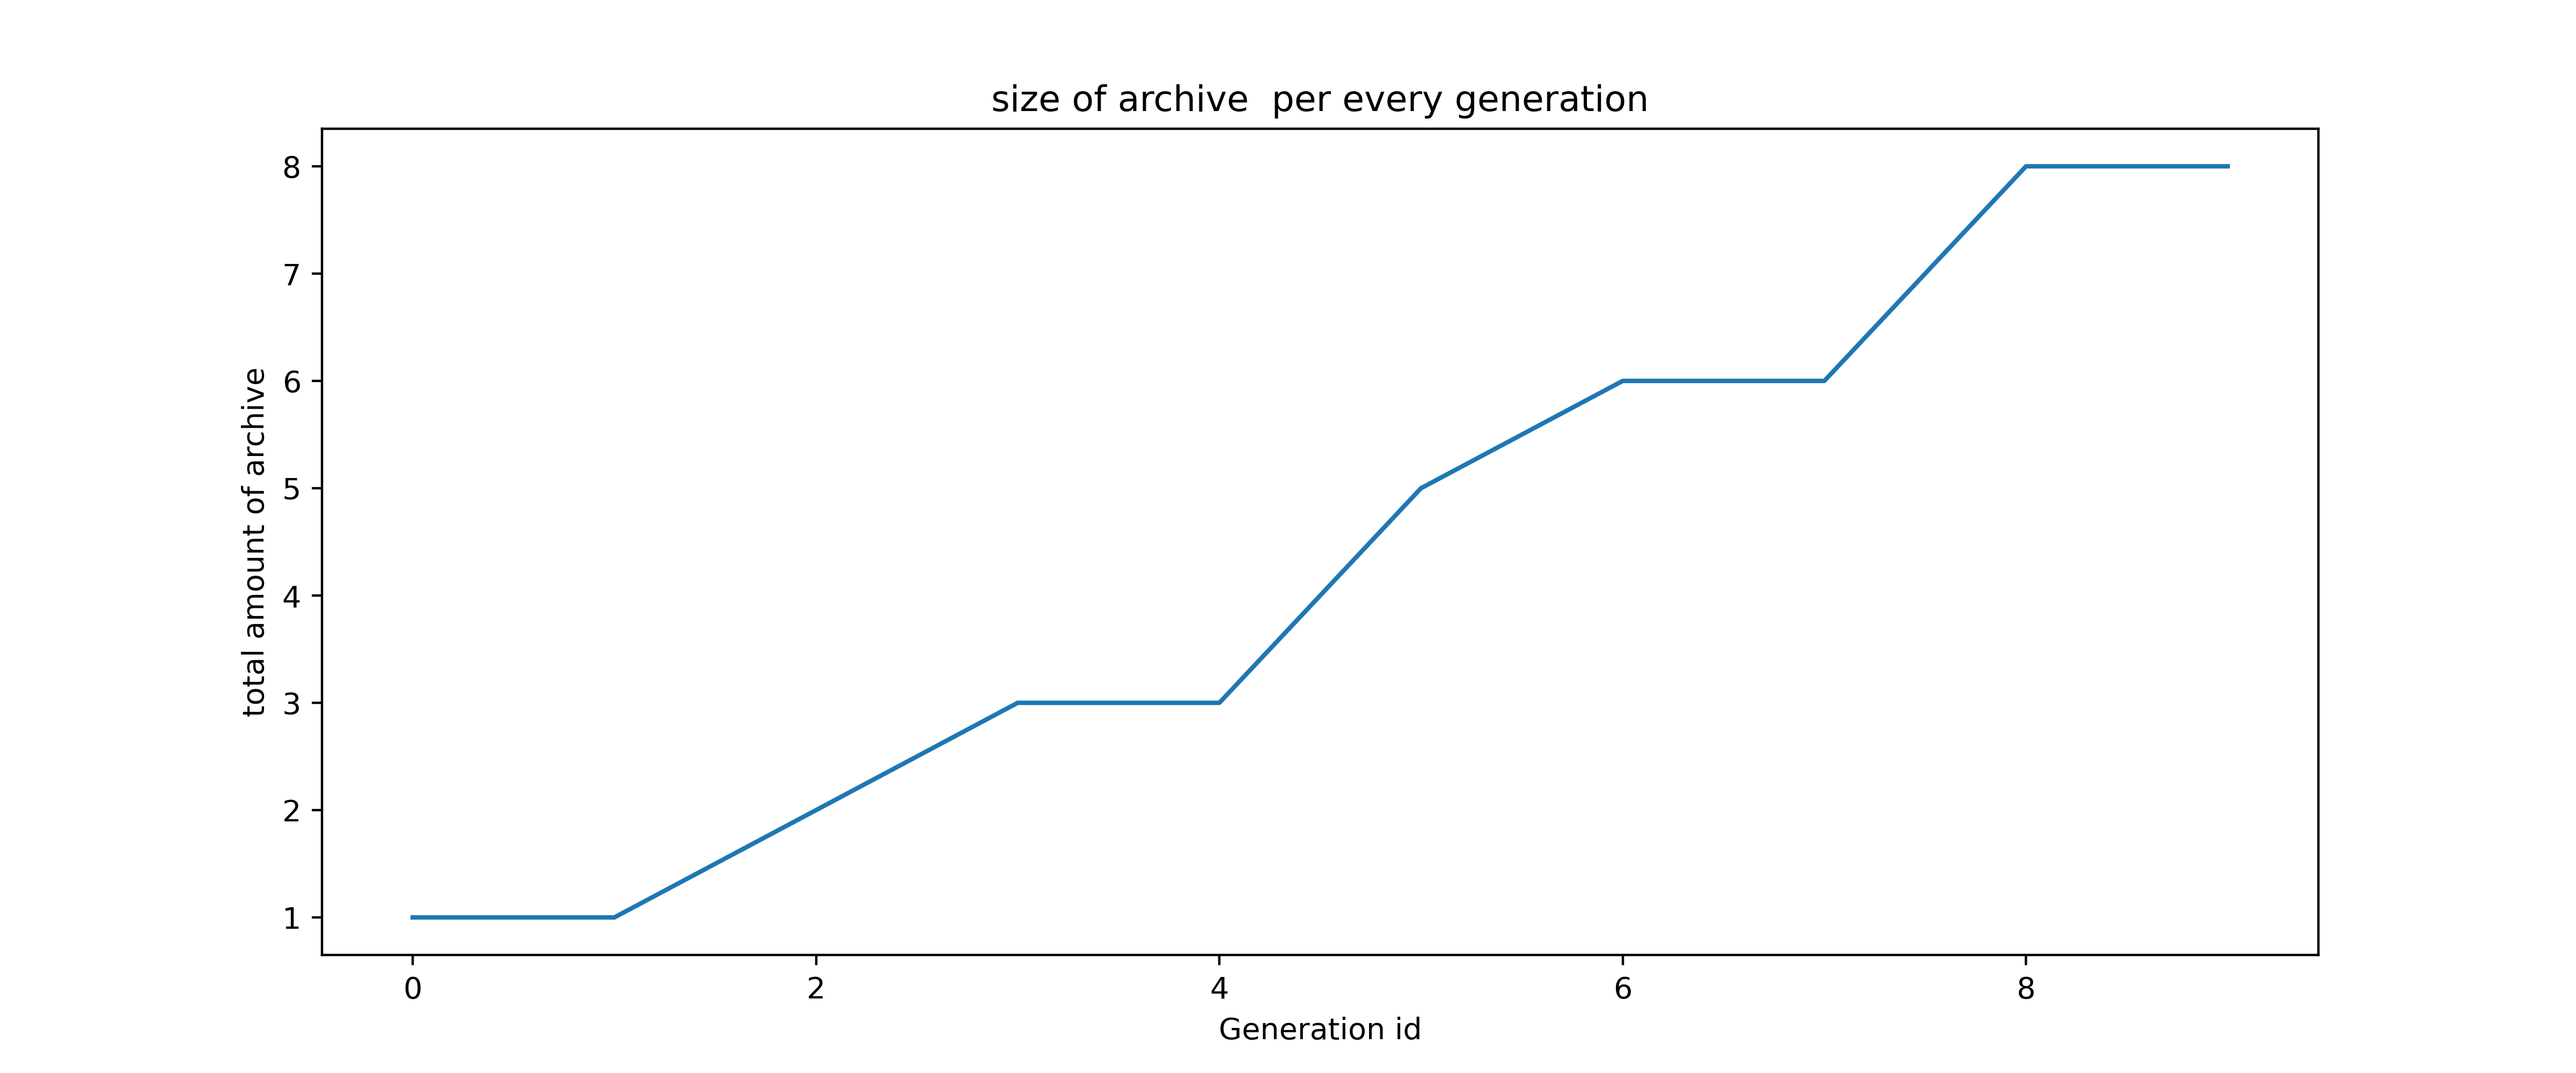 size of archive  per every generation
total amount of archive
8
7
6
5
4
3
2
1
0 2 4 6 8
Generation id